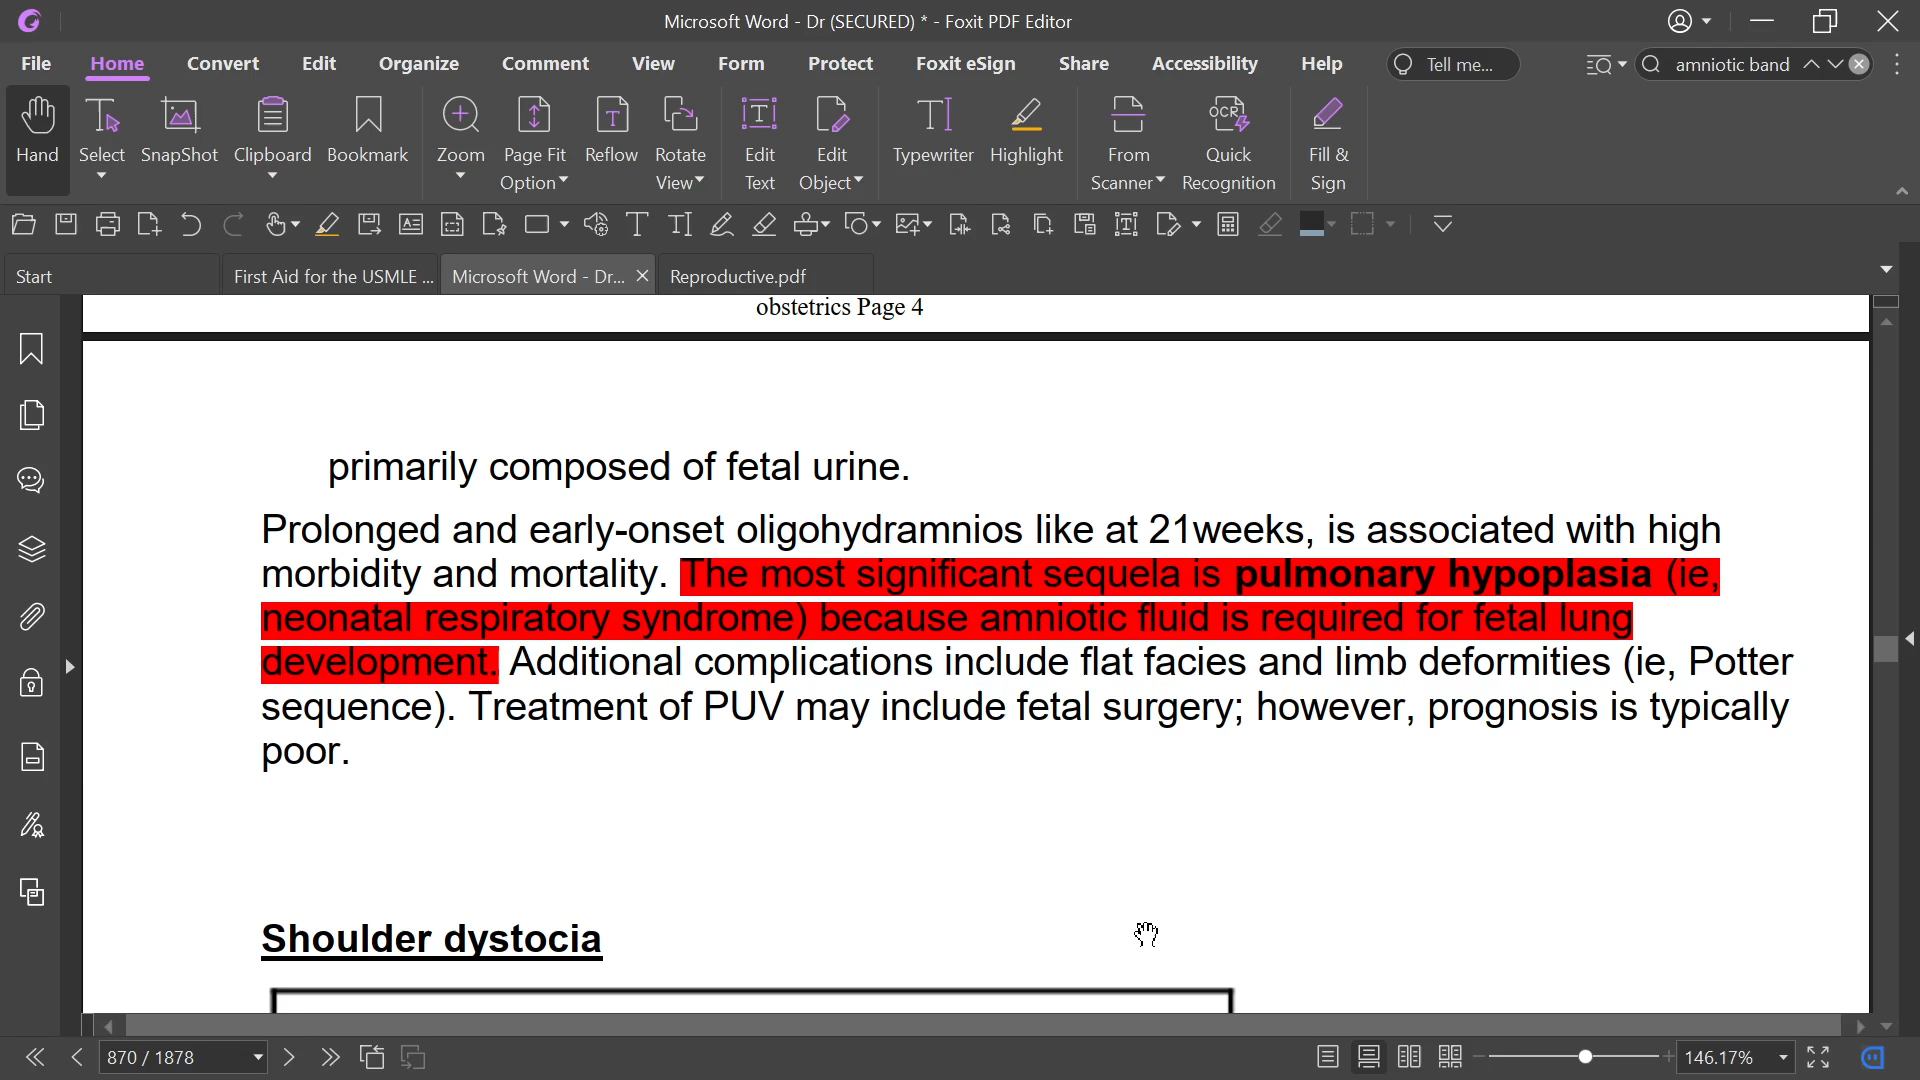 Microsoft Word - Dr (SECURED) * - Foxit PDF Editor
File Home Convert Edit Organize Comment View Form Protect Foxit eSign Share Accessibility Help Tell me... amniotic band
Hand Select SnapShot Clipboard Bookmark Zoom Page Fit Option Reflow Rotate View Edit Text Edit Object Typewriter Highlight From Scanner OCR Quick Recognition Fill & Sign
Start First Aid for the USMLE ... Microsoft Word - Dr... Reproductive.pdf
obstetrics Page 4
primarily composed of fetal urine.
Prolonged and early-onset oligohydramnios like at 21weeks, is associated with high
morbidity and mortality. The most significant sequela is pulmonary hypoplasia (ie,
neonatal respiratory syndrome) because amniotic fluid is required for fetal lung
development. Additional complications include flat facies and limb deformities (ie, Potter
sequence). Treatment of PUV may include fetal surgery; however, prognosis is typically
poor.
Shoulder dystocia
870 / 1878 146.17%